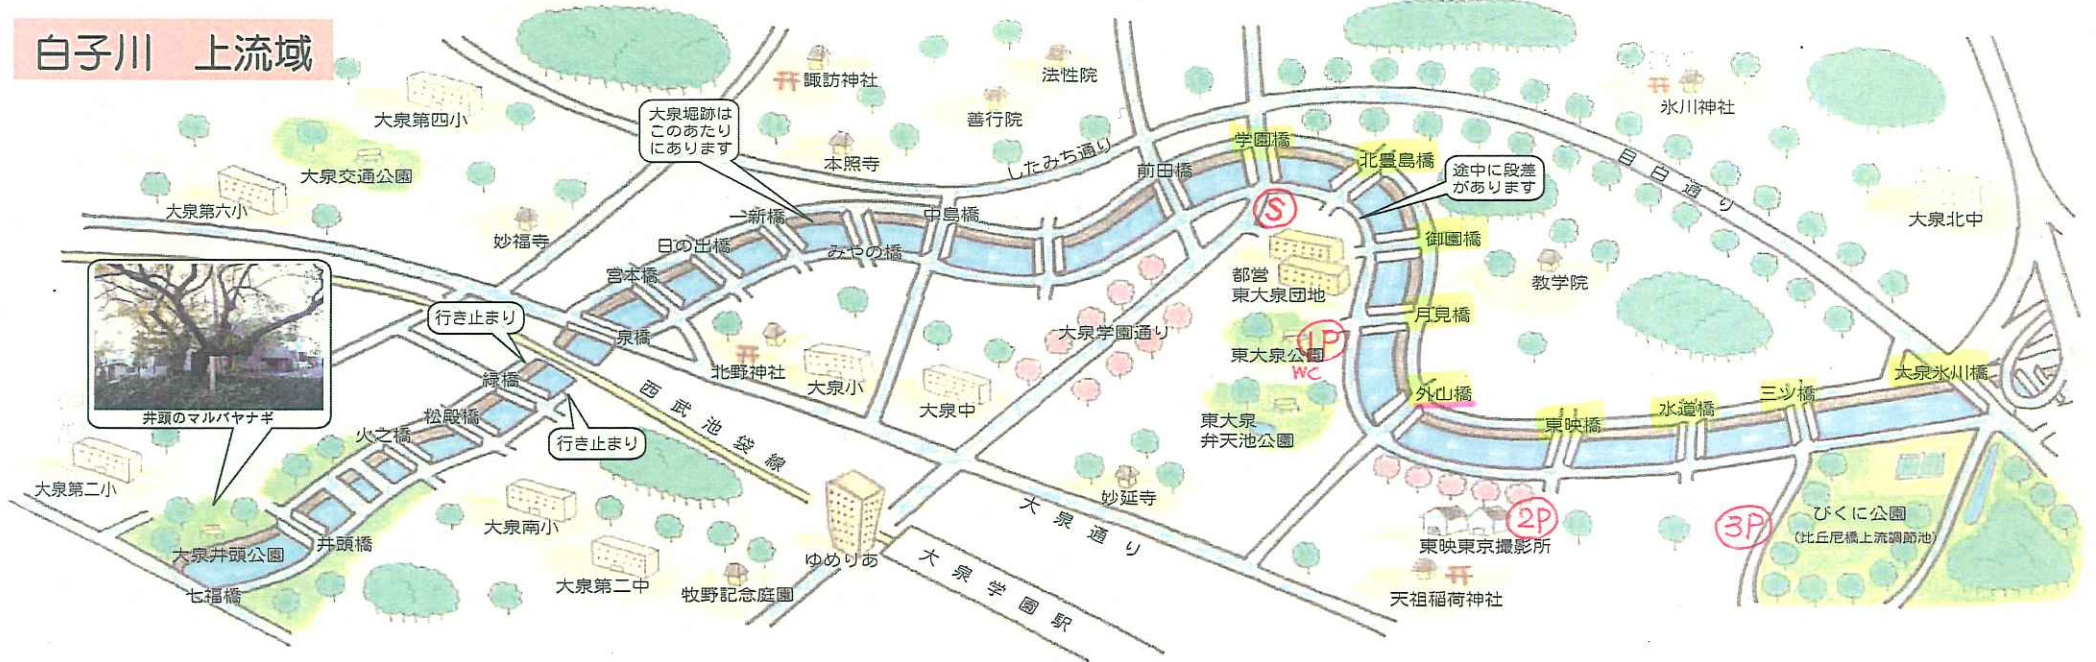 白子川 上流域
大泉第四小
大泉交通公園
大泉第六小
妙福寺
諏訪神社
法性院
善行院
本照寺
大泉堀跡は
このあたり
にあります
したみち通り
前田橋
学園橋
北豊島橋
途中に段差
があります
目白通り
氷川神社
大泉北中
一新橋
中島橋
日の出橋
みやの橋
宮本橋
御園橋
教学院
S
都営
東大泉団地
月見橋
行き止まり
泉橋
大泉学園通り
1P
東大泉公園
WC
北野神社
大泉小
大泉中
緑橋
西武池袋線
外山橋
東大泉
弁天池公園
東映橋
水道橋
三ツ橋
大泉氷川橋
井頭のマルバヤナギ
松殿橋
火之橋
行き止まり
大泉第二小
大泉南小
妙延寺
大泉通り
2P
東映東京撮影所
3P
びくに公園
(比丘尼橋上流調節池)
大泉井頭公園
井頭橋
七福橋
大泉第二中
牧野記念庭園
ゆめりあ
大泉学園駅
天祖稲荷神社